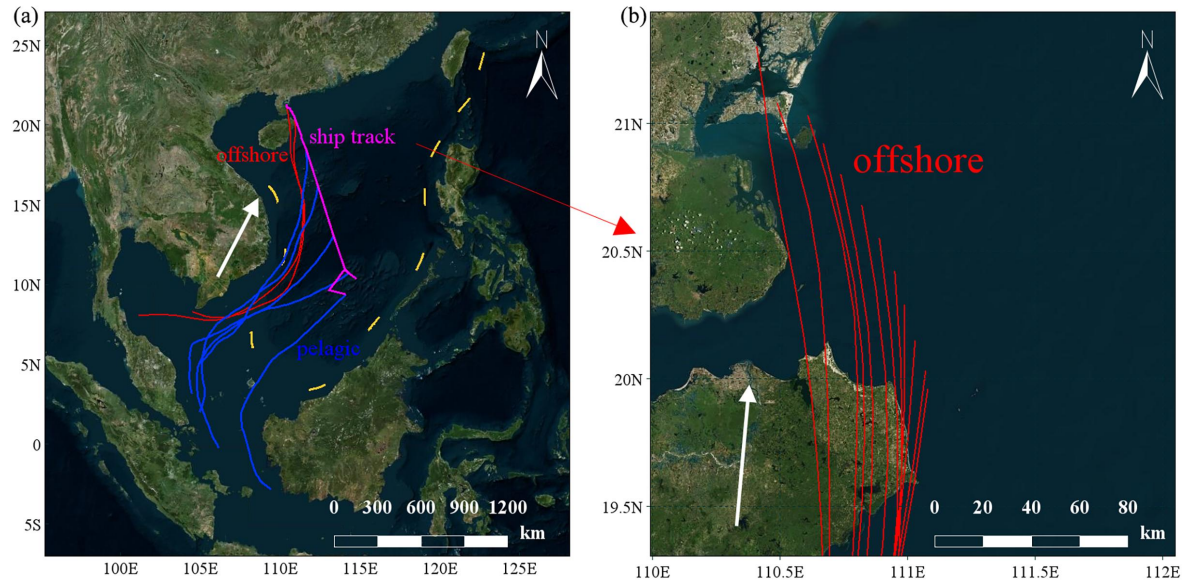 (a)
(b)
25N
20N
15N
10N
5N
0
5S
N
ship track
offshore
pelagic
0 300 600 900 1200
km
100E 105E 110E 115E 120E 125E
N
21N
20.5N
20N
19.5N
offshore
0 20 40 60 80
km
110E 110.5E 111E 111.5E 112E